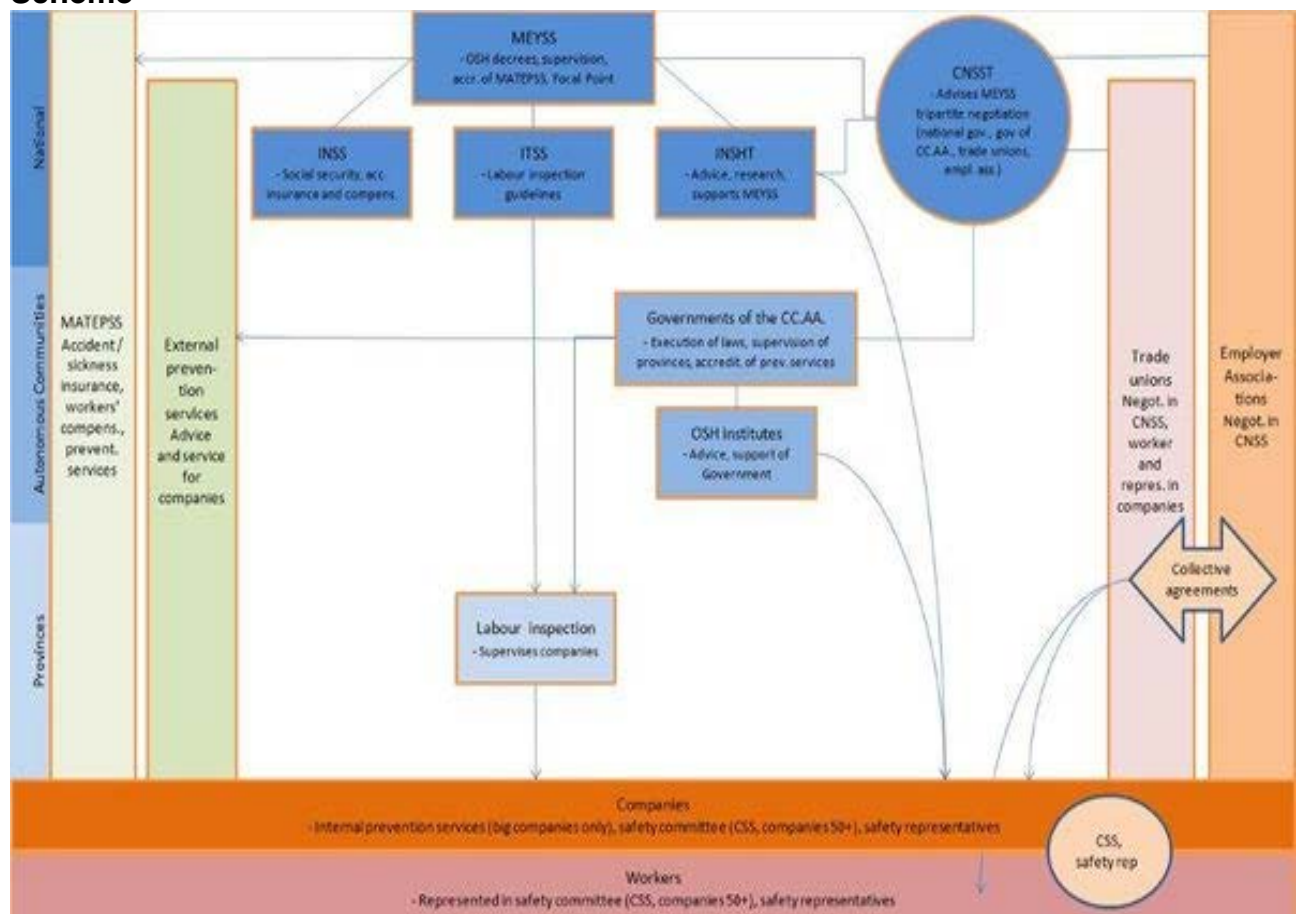 Scheme
MEYSS
- OSH decrees, supervision,
accr. of MATEPSS, Focal Point
CNSST
- Advises MEYSS
tripartite negotiation
(national gov., gov of
CC.AA., trade unions,
empl. ass.)
INSS
- Social security, acc.
insurance and compens.
ITSS
- Labour inspection
guidelines
INSHT
- Advice, research,
supports MEYSS
National
Autonomous Communities
Provinces
MATEPSS
Accident/
sickness
insurance,
workers'
compens.,
prevent.
services
External
preven-
tion
services
Advice
and service
for
companies
Governments of the CC.AA.
- Execution of laws, supervision of
provinces, accredit. of prev. services
OSH Institutes
- Advice, support of
Government
Trade
unions
Negot. in
CNSS,
worker
and
repres. in
companies
Employer
Associa-
tions
Negot. in
CNSS
Collective
agreements
Labour inspection
- Supervises companies
Companies
- Internal prevention services (big companies only), safety committee (CSS, companies 50+), safety representatives
CSS,
safety rep
Workers
- Represented in safety committee (CSS, companies 50+), safety representatives